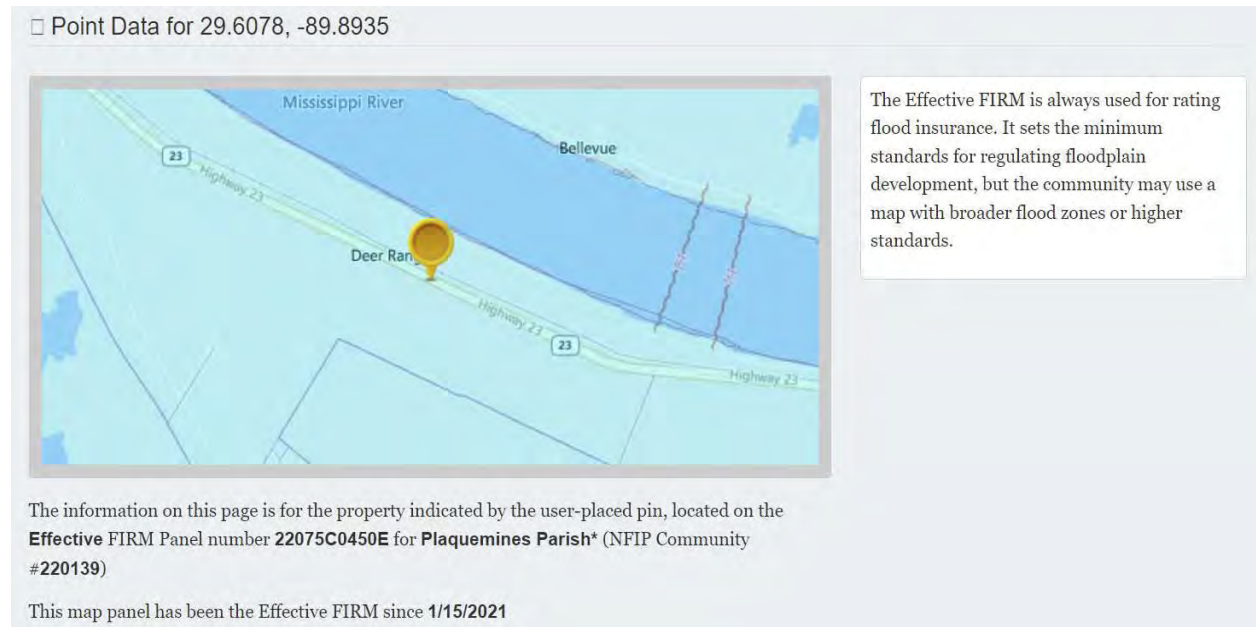 Point Data for 29.6078, -89.8935
Mississippi River
Bellevue
23
Highway 23
Deer Ran
Highway 23
23
Highway 23
The Effective FIRM is always used for rating
flood insurance. It sets the minimum
standards for regulating floodplain
development, but the community may use a
map with broader flood zones or higher
standards.
The information on this page is for the property indicated by the user-placed pin, located on the
Effective FIRM Panel number 22075C0450E for Plaquemines Parish* (NFIP Community
#220139)
This map panel has been the Effective FIRM since 1/15/2021